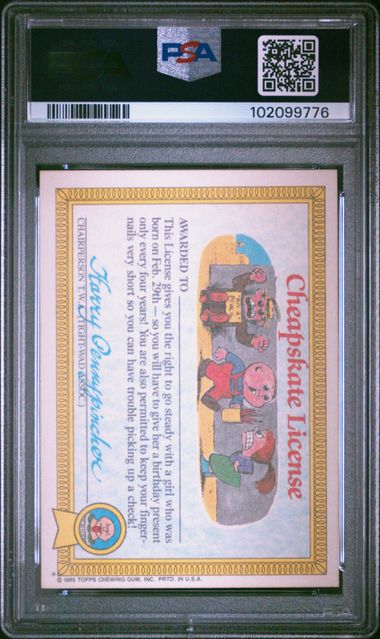 PSA
102099776
Cheapskate License
AWARDED TO
This License gives you the right to go steady with a girl who was
born on Feb. 29th — so you will have to give her a birthday present
only every four years! You are also permitted to keep your finger-
nails very short so you can have trouble picking up a check!
Harry Pennypincher
CHAIRPERSON T.W.A. (TIGHT-WAD ASSOC.)
© 1985 TOPPS CHEWING GUM, INC. PRTD. IN U.S.A.
PSA